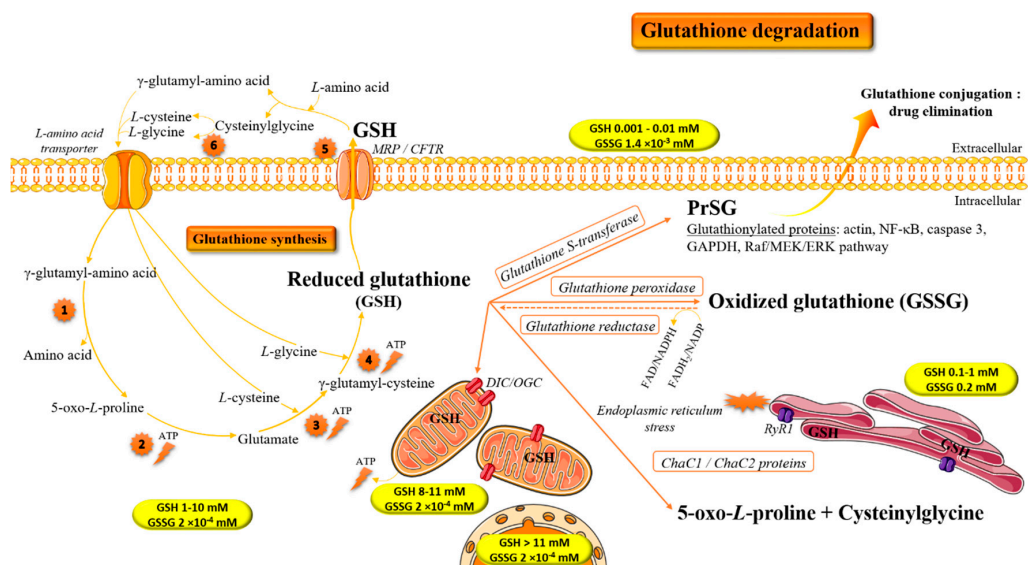 Glutathione degradation
γ-glutamyl-amino acid
L-amino acid
L-cysteine
L-glycine
Cysteinylglycine
6
L-amino acid
transporter
GSH
5
MRP / CFTR
GSH 0.001 - 0.01 mM
GSSG 1.4 ×10⁻³ mM
Glutathione conjugation :
drug elimination
Extracellular
Intracellular
Glutathione synthesis
γ-glutamyl-amino acid
1
Amino acid
5-oxo-L-proline
2
ATP
Glutamate
L-cysteine
3
ATP
γ-glutamyl-cysteine
L-glycine
4
ATP
Reduced glutathione
(GSH)
Glutathione S-transferase
PrSG
Glutathionylated proteins: actin, NF-κB, caspase 3,
GAPDH, Raf/MEK/ERK pathway
Glutathione peroxidase
Oxidized glutathione (GSSG)
Glutathione reductase
FAD/NADPH
FADH₂/NADP
DIC/OGC
GSH
GSH
ATP
GSH 1-10 mM
GSSG 2 ×10⁻⁴ mM
GSH 8-11 mM
GSSG 2 ×10⁻⁴ mM
GSH > 11 mM
GSSG 2 ×10⁻⁴ mM
Endoplasmic reticulum
stress
RyR1
GSH
GSH
GSH 0.1-1 mM
GSSG 0.2 mM
ChaC1 / ChaC2 proteins
5-oxo-L-proline + Cysteinylglycine